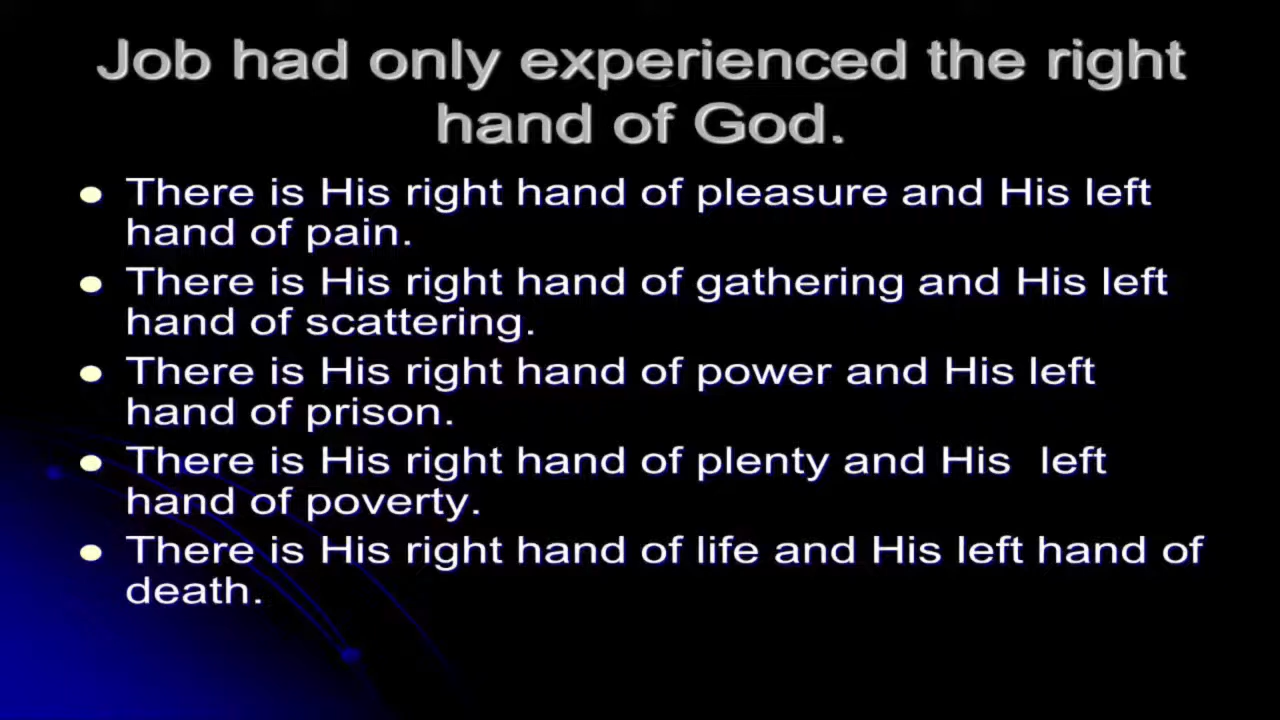 Job had only experienced the right
hand of God.
There is His right hand of pleasure and His left
hand of pain.
There is His right hand of gathering and His left
hand of scattering.
There is His right hand of power and His left
hand of prison.
There is His right hand of plenty and His  left
hand of poverty.
There is His right hand of life and His left hand of
death.